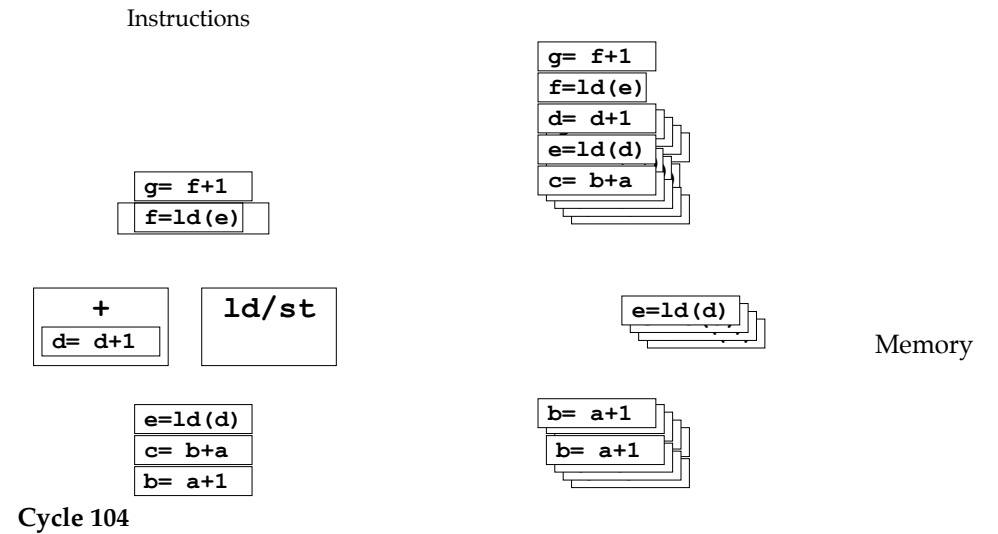 Instructions
g= f+1
f=ld(e)
+
d= d+1
ld/st
e=ld(d)
c= b+a
b= a+1
Cycle 104
g= f+1
f=ld(e)
d= d+1
e=ld(d)
c= b+a
e=ld(d)
b= a+1
b= a+1
Memory